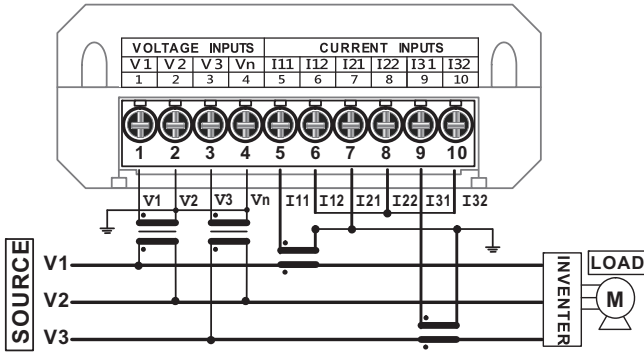 VOLTAGE INPUTS CURRENT INPUTS
V1 V2 V3 Vn I11 I12 I21 I22 I31 I32
1 2 3 4 5 6 7 8 9 10
1 2 3 4 5 6 7 8 9 10
V1 V2 V3 Vn I11 I12 I21 I22 I31 I32
SOURCE
V1
V2
V3
INVENTER
LOAD
M